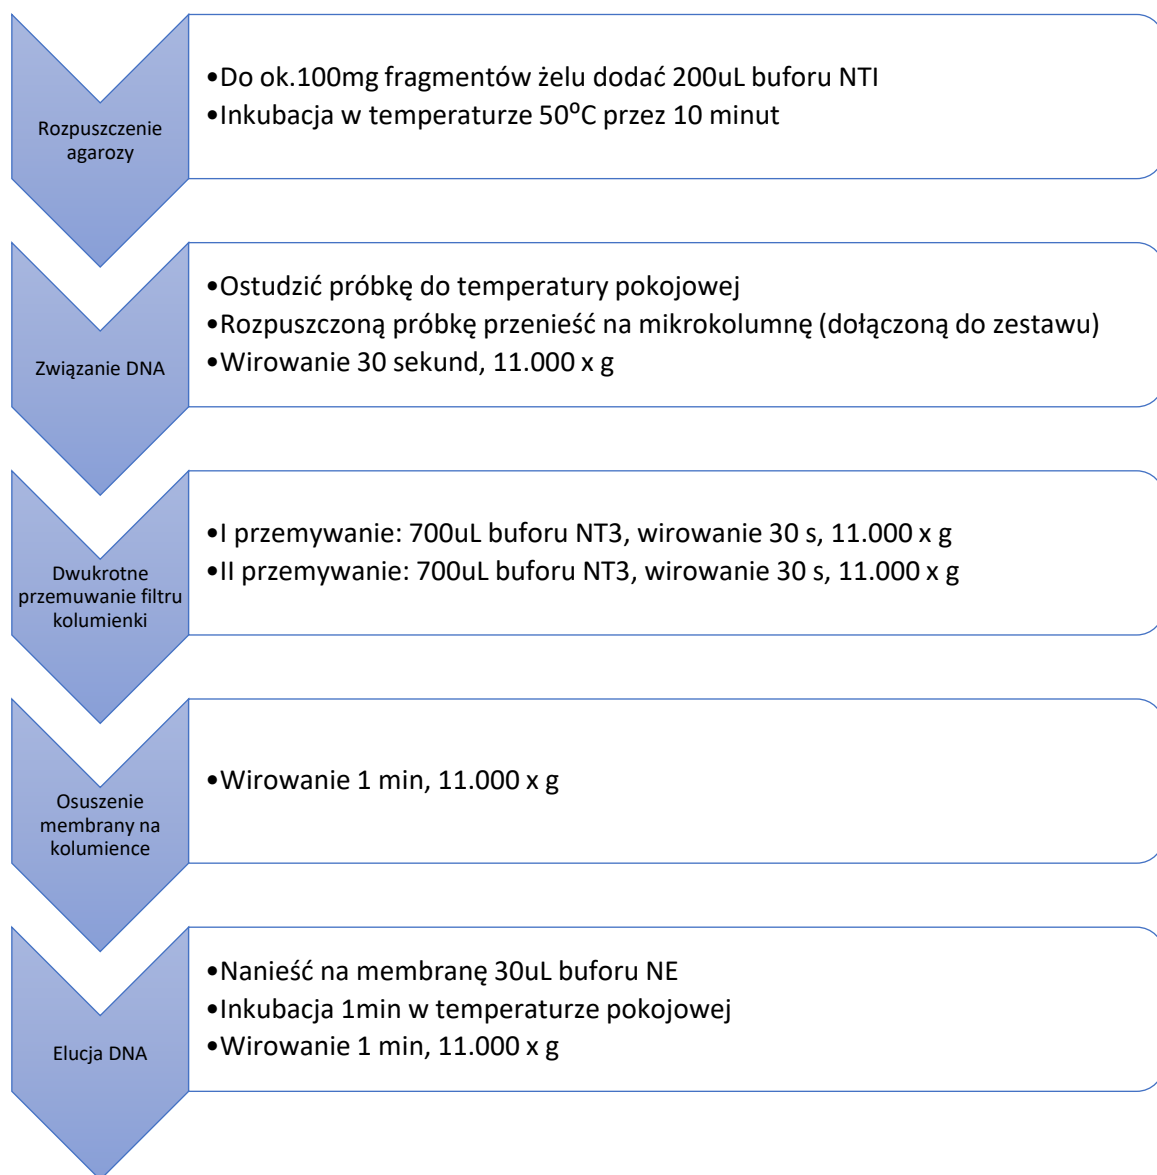 Rozpuszczenie
agarozy
•Do ok.100mg fragmentów żelu dodać 200uL buforu NTI
•Inkubacja w temperaturze 50⁰C przez 10 minut
Związanie DNA
•Ostudzić próbkę do temperatury pokojowej
•Rozpuszczoną próbkę przenieść na mikrokolumnę (dołączoną do zestawu)
•Wirowanie 30 sekund, 11.000 x g
Dwukrotne
przemuwanie filtru
kolumienki
•I przemywanie: 700uL buforu NT3, wirowanie 30 s, 11.000 x g
•II przemywanie: 700uL buforu NT3, wirowanie 30 s, 11.000 x g
Osuszenie
membrany na
kolumience
•Wirowanie 1 min, 11.000 x g
Elucja DNA
•Nanieść na membranę 30uL buforu NE
•Inkubacja 1min w temperaturze pokojowej
•Wirowanie 1 min, 11.000 x g